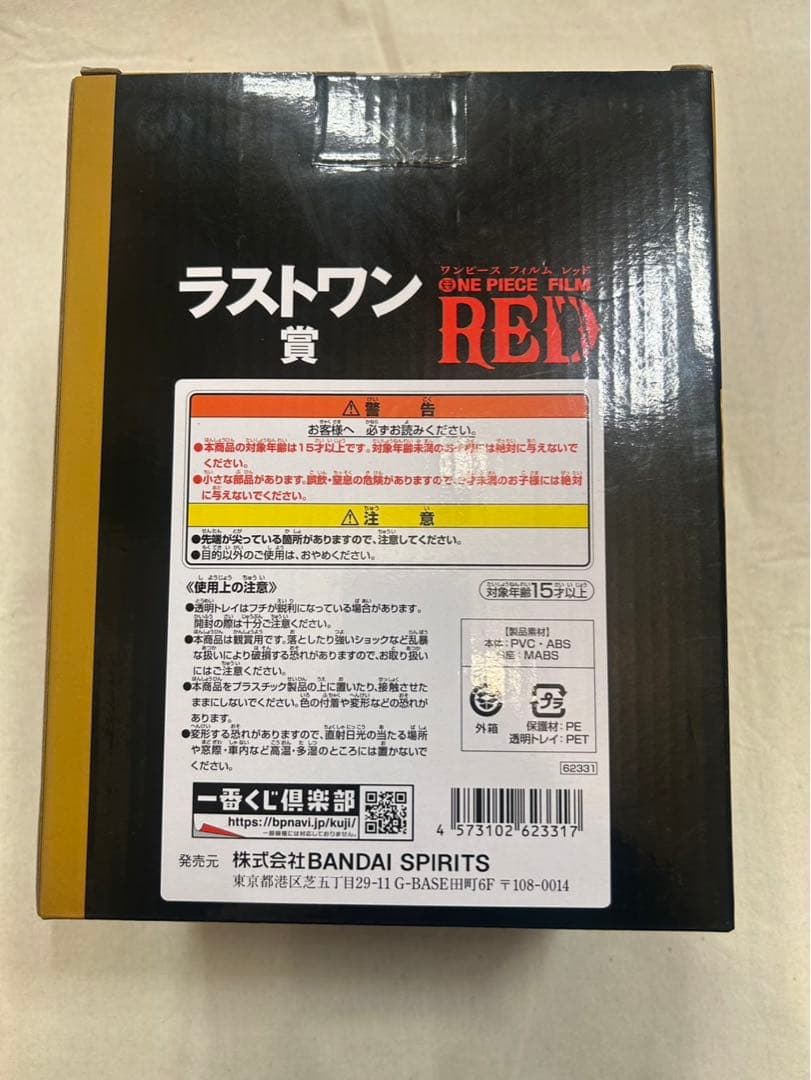 ラストワン
賞
ワンピース フィルム レッド
ONE PIECE FILM
RED
⚠警告
お客様へ 必ずお読みください。
●本商品の対象年齢は15才以上です。対象年齢未満のお子様には絶対に与えないで
ください。
●小さな部品があります。誤飲・窒息の危険がありますので、3才未満のお子様には絶対
に与えないでください。
⚠注意
●先端が尖っている箇所がありますので、注意してください。
●目的以外のご使用は、おやめください。
《使用上の注意》
対象年齢15才以上
●透明トレイはフチが鋭利になっている場合があります。
開封の際は十分ご注意ください。
●本商品は観賞用です。落としたり強いショックなど乱暴
な扱いにより破損する恐れがありますので、お取り扱い
にはご注意ください。
●本商品をプラスチック製品の上に置いたり、接触させた
ままにしないでください。色の付着や変形などの恐れが
あります。
●変形する恐れがありますので、直射日光の当たる場所
や窓際・車内など高温・多湿のところには置かないで
ください。
【製品素材】
本体:PVC・ABS
座:MABS
外箱
プラ
保護材:PE
透明トレイ:PET
62331
一番くじ倶楽部
https://bpnavi.jp/kuji/
一部機種には対応しておりません。
4 573102 623317
発売元 株式会社BANDAI SPIRITS
東京都港区芝五丁目29-11 G-BASE田町6F 〒108-0014